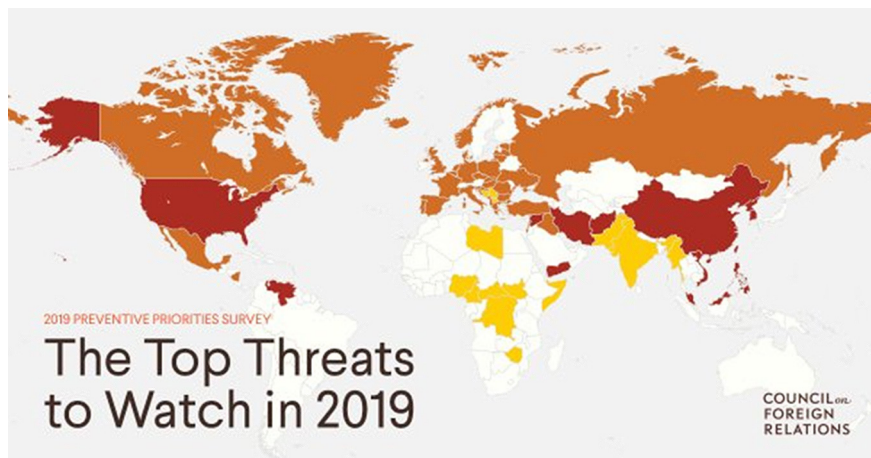 2019 PREVENTIVE PRIORITIES SURVEY
The Top Threats
to Watch in 2019
COUNCIL on
FOREIGN
RELATIONS